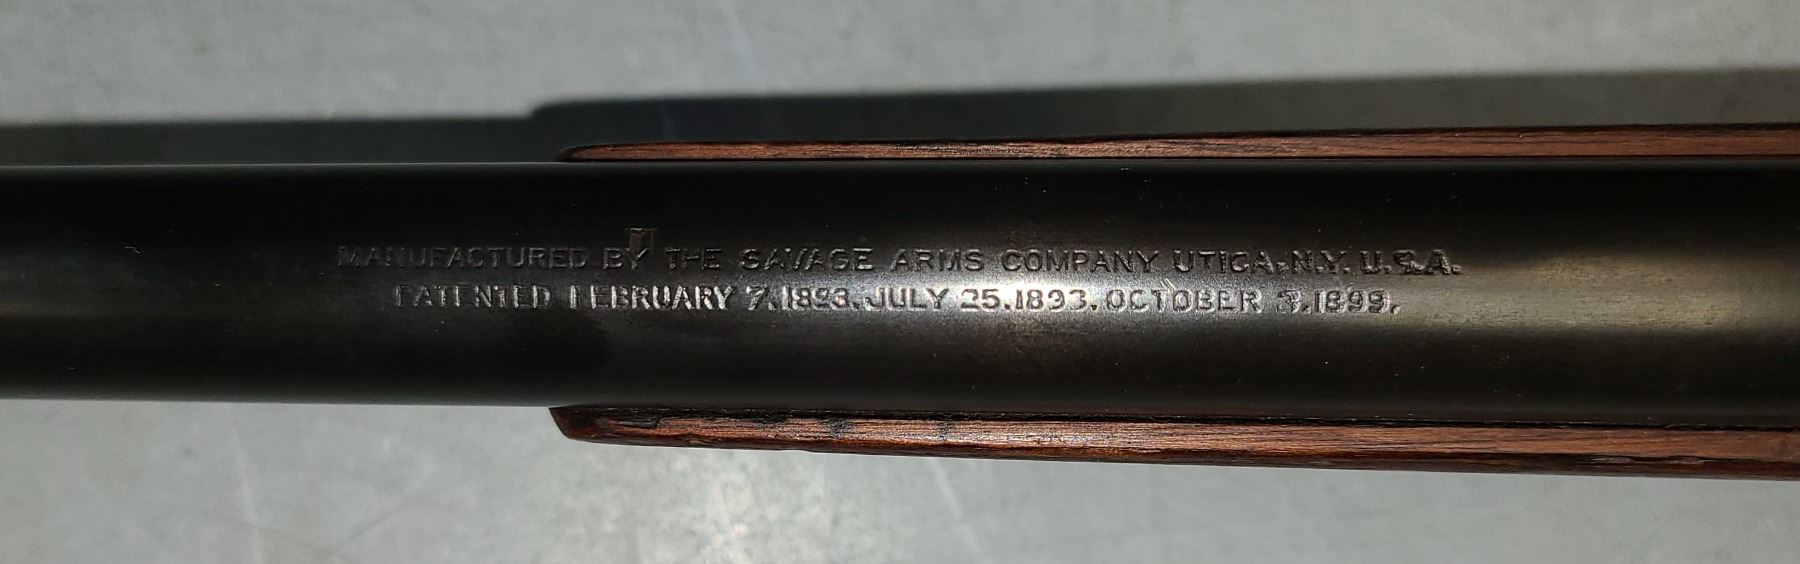 MANUFACTURED BY THE SAVAGE ARMS COMPANY UTICA, N.Y. U.S.A.
PATENTED FEBRUARY 7.1893. JULY 25.1893. OCTOBER 3.1899.